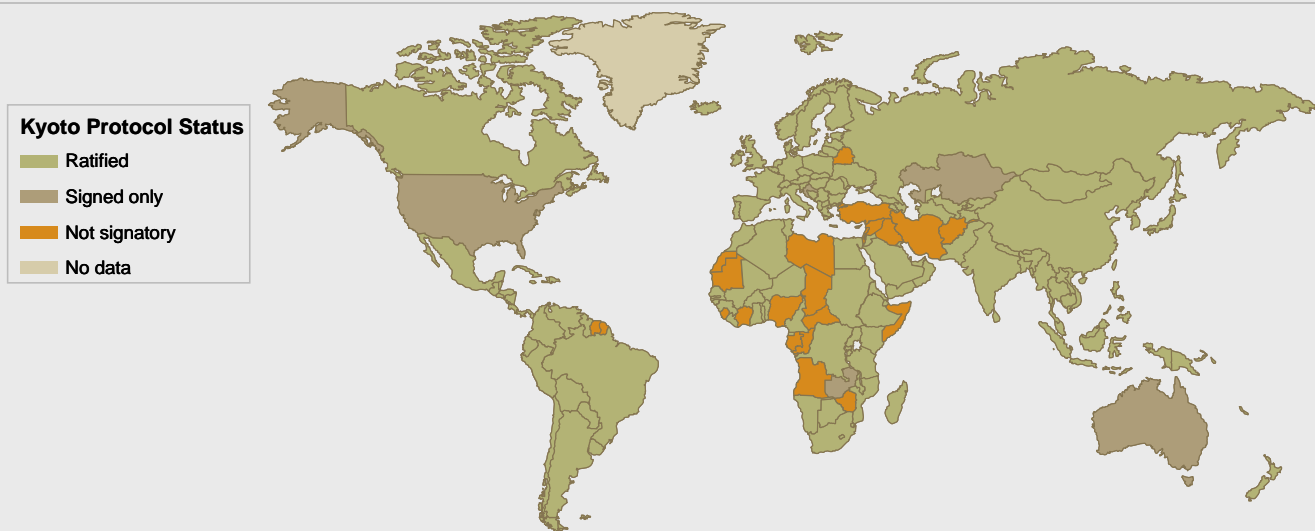 Kyoto Protocol Status
Ratified
Signed only
Not signatory
No data